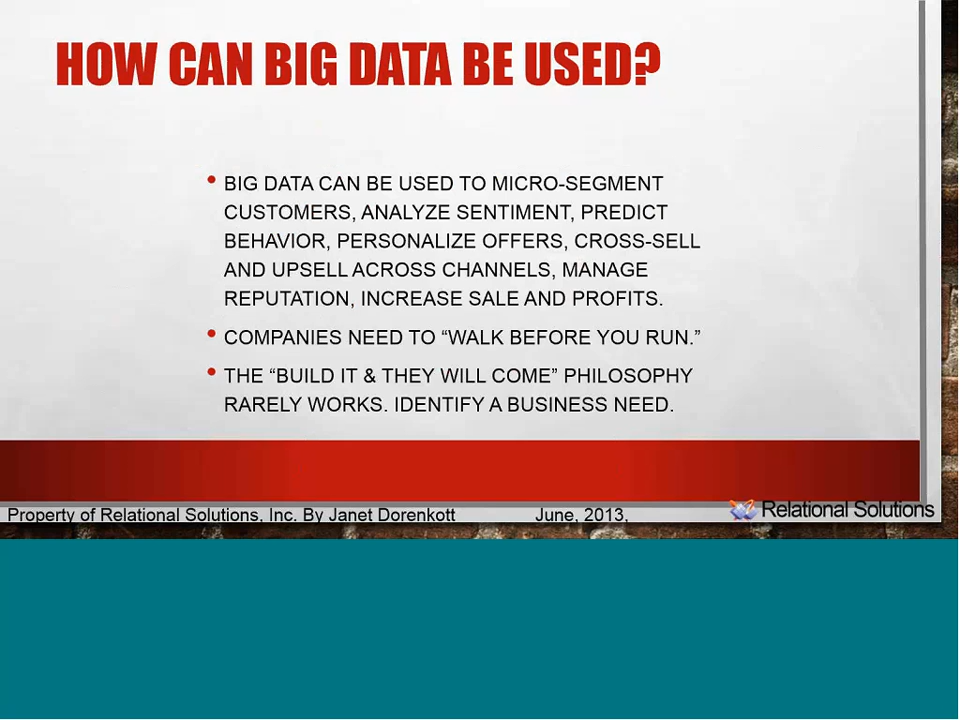 HOW CAN BIG DATA BE USED?
• BIG DATA CAN BE USED TO MICRO-SEGMENT
CUSTOMERS, ANALYZE SENTIMENT, PREDICT
BEHAVIOR, PERSONALIZE OFFERS, CROSS-SELL
AND UPSELL ACROSS CHANNELS, MANAGE
REPUTATION, INCREASE SALE AND PROFITS.
• COMPANIES NEED TO “WALK BEFORE YOU RUN.”
• THE “BUILD IT & THEY WILL COME” PHILOSOPHY
RARELY WORKS. IDENTIFY A BUSINESS NEED.
Property of Relational Solutions, Inc. By Janet Dorenkott June, 2013,
Relational Solutions